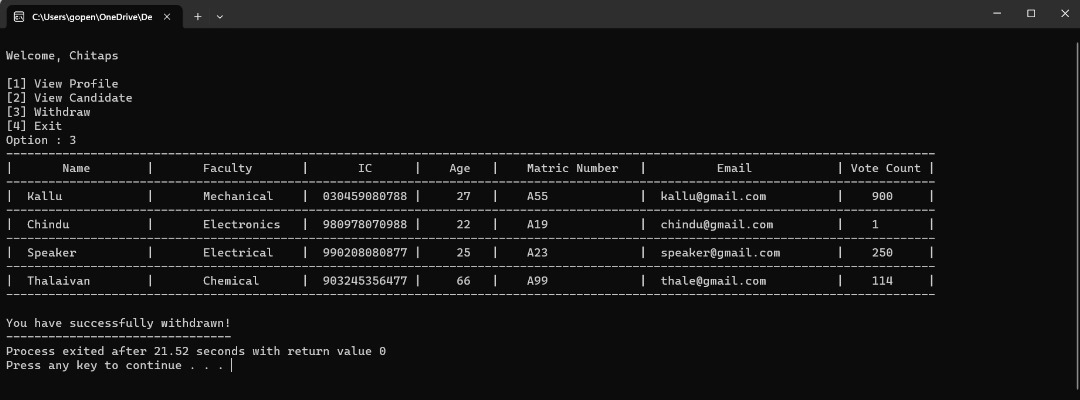 C:\Users\gopen\OneDrive\De
Welcome, Chitaps
[1] View Profile
[2] View Candidate
[3] Withdraw
[4] Exit
Option : 3
| Name | Faculty | IC | Age | Matric Number | Email | Vote Count |
| Kallu | Mechanical | 030459080788 | 27 | A55 | kallu@gmail.com | 900 |
| Chindu | Electronics | 980978070988 | 22 | A19 | chindu@gmail.com | 1 |
| Speaker | Electrical | 990208080877 | 25 | A23 | speaker@gmail.com | 250 |
| Thalaivan | Chemical | 903245356477 | 66 | A99 | thale@gmail.com | 114 |
You have successfully withdrawn!
--------------------------------
Process exited after 21.52 seconds with return value 0
Press any key to continue . . .